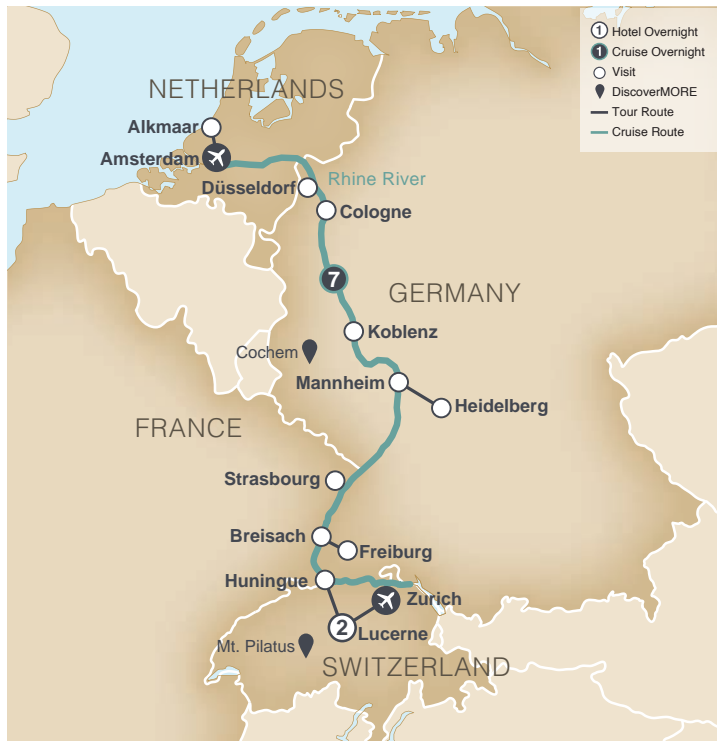 1 Hotel Overnight
1 Cruise Overnight
Visit
DiscoverMORE
Tour Route
Cruise Route
NETHERLANDS
Alkmaar
Amsterdam
Düsseldorf
Rhine River
Cologne
7
GERMANY
Koblenz
Cochem
Mannheim
Heidelberg
FRANCE
Strasbourg
Breisach
Freiburg
Huningue
Zurich
2
Lucerne
Mt. Pilatus
SWITZERLAND